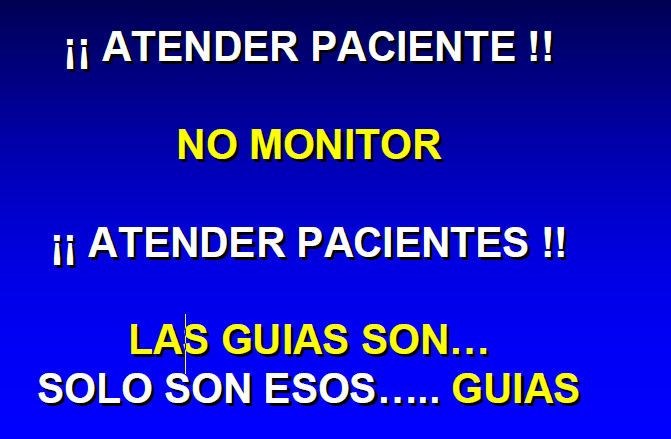 ¡¡ ATENDER PACIENTE !!
NO MONITOR
¡¡ ATENDER PACIENTES !!
LAS GUIAS SON…
SOLO SON ESOS….. GUIAS